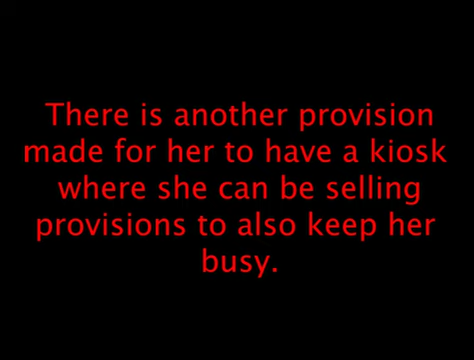 There is another provision
made for her to have a kiosk
where she can be selling
provisions to also keep her
busy.